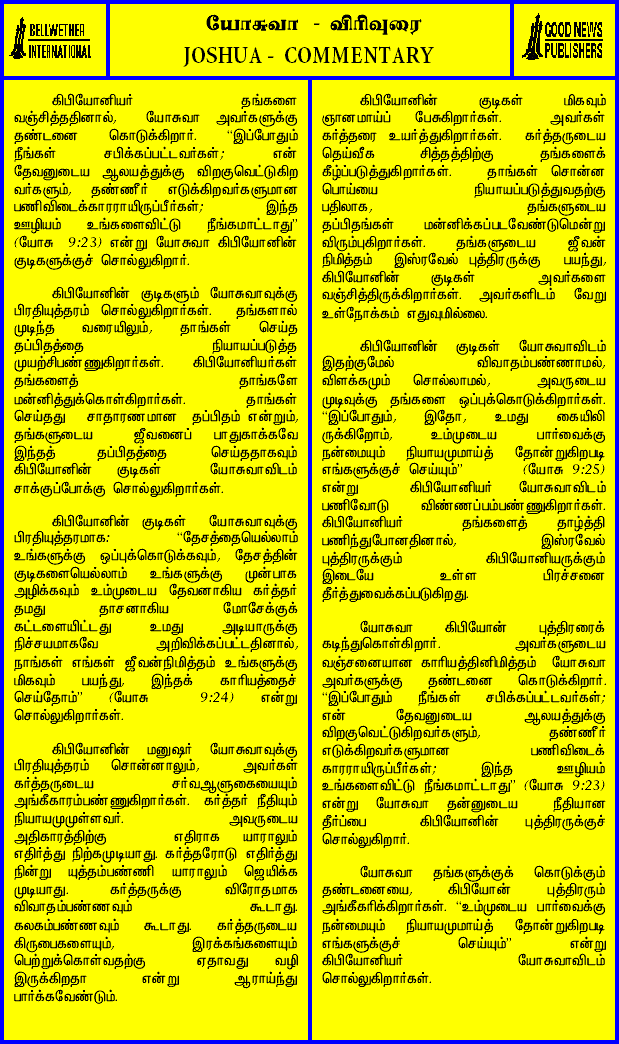 BELLWETHER
INTERNATIONAL
யோசுவா - விரிவுரை
JOSHUA - COMMENTARY
GOOD NEWS
PUBLISHERS
கிபியோனியர் தங்களை
வஞ்சித்ததினால், யோசுவா அவர்களுக்கு
தண்டனை கொடுக்கிறார். “இப்போதும்
நீங்கள் சபிக்கப்பட்டவர்கள்; என்
தேவனுடைய ஆலயத்துக்கு விறகுவெட்டுகிற
வர்களும், தண்ணீர் எடுக்கிறவர்களுமான
பணிவிடைக்காரராயிருப்பீர்கள்; இந்த
ஊழியம் உங்களைவிட்டு நீங்கமாட்டாது”
(யோசு 9:23) என்று யோசுவா கிபியோனின்
குடிகளுக்குச் சொல்லுகிறார்.
கிபியோனின் குடிகளும் யோசுவாவுக்கு
பிரதியுத்தரம் சொல்லுகிறார்கள். தங்களால்
முடிந்த வரையிலும், தாங்கள் செய்த
தப்பிதத்தை நியாயப்படுத்த
முயற்சிபண்ணுகிறார்கள். கிபியோனியர்கள்
தங்களைத் தாங்களே
மன்னித்துக்கொள்கிறார்கள். தாங்கள்
செய்தது சாதாரணமான தப்பிதம் என்றும்,
தங்களுடைய ஜீவனைப் பாதுகாக்கவே
இந்தத் தப்பிதத்தை செய்ததாகவும்
கிபியோனின் குடிகள் யோசுவாவிடம்
சாக்குப்போக்கு சொல்லுகிறார்கள்.
கிபியோனின் குடிகள் யோசுவாவுக்கு
பிரதியுத்தரமாக: “தேசத்தையெல்லாம்
உங்களுக்கு ஒப்புக்கொடுக்கவும், தேசத்தின்
குடிகளையெல்லாம் உங்களுக்கு முன்பாக
அழிக்கவும் உம்முடைய தேவனாகிய கர்த்தர்
தமது தாசனாகிய மோசேக்குக்
கட்டளையிட்டது உமது அடியாருக்கு
நிச்சயமாகவே அறிவிக்கப்பட்டதினால்,
நாங்கள் எங்கள் ஜீவன்நிமித்தம் உங்களுக்கு
மிகவும் பயந்து, இந்தக் காரியத்தைச்
செய்தோம்” (யோசு 9:24) என்று
சொல்லுகிறார்கள்.
கிபியோனின் மனுஷர் யோசுவாவுக்கு
பிரதியுத்தரம் சொன்னாலும், அவர்கள்
கர்த்தருடைய சர்வஆளுகையையும்
அங்கீகாரம்பண்ணுகிறார்கள். கர்த்தர் நீதியும்
நியாயமுமுள்ளவர். அவருடைய
அதிகாரத்திற்கு எதிராக யாராலும்
எதிர்த்து நிற்கமுடியாது. கர்த்தரோடு எதிர்த்து
நின்று யுத்தம்பண்ணி யாராலும் ஜெயிக்க
முடியாது. கர்த்தருக்கு விரோதமாக
விவாதம்பண்ணவும் கூடாது.
கலகம்பண்ணவும் கூடாது. கர்த்தருடைய
கிருபைகளையும், இரக்கங்களையும்
பெற்றுக்கொள்வதற்கு ஏதாவது வழி
இருக்கிறதா என்று ஆராய்ந்து
பார்க்கவேண்டும்.
கிபியோனின் குடிகள் மிகவும்
ஞானமாய்ப் பேசுகிறார்கள். அவர்கள்
கர்த்தரை உயர்த்துகிறார்கள். கர்த்தருடைய
தெய்வீக சித்தத்திற்கு தங்களைக்
கீழ்ப்படுத்துகிறார்கள். தாங்கள் சொன்ன
பொய்யை நியாயப்படுத்துவதற்கு
பதிலாக, தங்களுடைய
தப்பிதங்கள் மன்னிக்கப்படவேண்டுமென்று
விரும்புகிறார்கள். தங்களுடைய ஜீவன்
நிமித்தம் இஸ்ரவேல் புத்திரருக்கு பயந்து,
கிபியோனின் குடிகள் அவர்களை
வஞ்சித்திருக்கிறார்கள். அவர்களிடம் வேறு
உள்நோக்கம் எதுவுமில்லை.
கிபியோனின் குடிகள் யோசுவாவிடம்
இதற்குமேல் விவாதம்பண்ணாமல்,
விளக்கமும் சொல்லாமல், அவருடைய
முடிவுக்கு தங்களை ஒப்புக்கொடுக்கிறார்கள்.
“இப்போதும், இதோ, உமது கையிலி
ருக்கிறோம், உம்முடைய பார்வைக்கு
நன்மையும் நியாயமுமாய்த் தோன்றுகிறபடி
எங்களுக்குச் செய்யும்” (யோசு 9:25)
என்று கிபியோனியர் யோசுவாவிடம்
பணிவோடு விண்ணப்பம்பண்ணுகிறார்கள்.
கிபியோனியர் தங்களைத் தாழ்த்தி
பணிந்துபோனதினால், இஸ்ரவேல்
புத்திரருக்கும் கிபியோனியருக்கும்
இடையே உள்ள பிரச்சனை
தீர்த்துவைக்கப்படுகிறது.
யோசுவா கிபியோன் புத்திரரைக்
கடிந்துகொள்கிறார். அவர்களுடைய
வஞ்சனையான காரியத்தினிமித்தம் யோசுவா
அவர்களுக்கு தண்டனை கொடுக்கிறார்.
“இப்போதும் நீங்கள் சபிக்கப்பட்டவர்கள்;
என் தேவனுடைய ஆலயத்துக்கு
விறகுவெட்டுகிறவர்களும், தண்ணீர்
எடுக்கிறவர்களுமான பணிவிடைக்
காரராயிருப்பீர்கள்; இந்த ஊழியம்
உங்களைவிட்டு நீங்கமாட்டாது” (யோசு 9:23)
என்று யோசுவா தன்னுடைய நீதியான
தீர்ப்பை கிபியோனின் புத்திரருக்குச்
சொல்லுகிறார்.
யோசுவா தங்களுக்குக் கொடுக்கும்
தண்டனையை, கிபியோன் புத்திரரும்
அங்கீகரிக்கிறார்கள். “உம்முடைய பார்வைக்கு
நன்மையும் நியாயமுமாய்த் தோன்றுகிறபடி
எங்களுக்குச் செய்யும்” என்று
கிபியோனியர் யோசுவாவிடம்
சொல்லுகிறார்கள்.